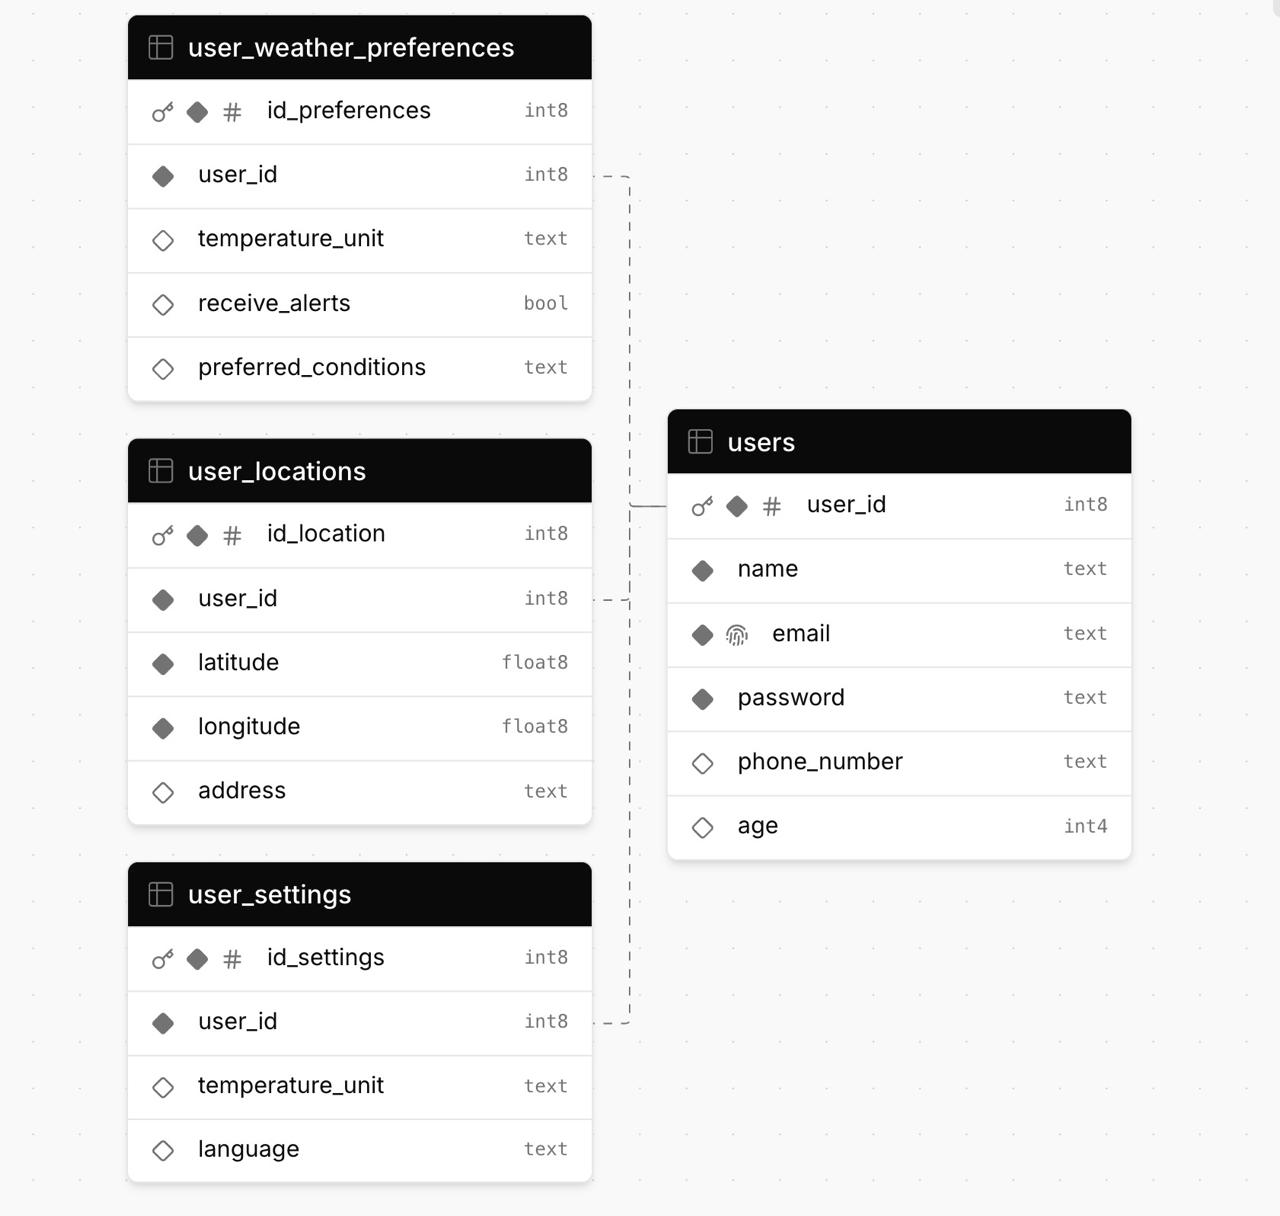 user_weather_preferences
id_preferences int8
user_id int8
temperature_unit text
receive_alerts bool
preferred_conditions text
user_locations
id_location int8
user_id int8
latitude float8
longitude float8
address text
user_settings
id_settings int8
user_id int8
temperature_unit text
language text
users
user_id int8
name text
email text
password text
phone_number text
age int4